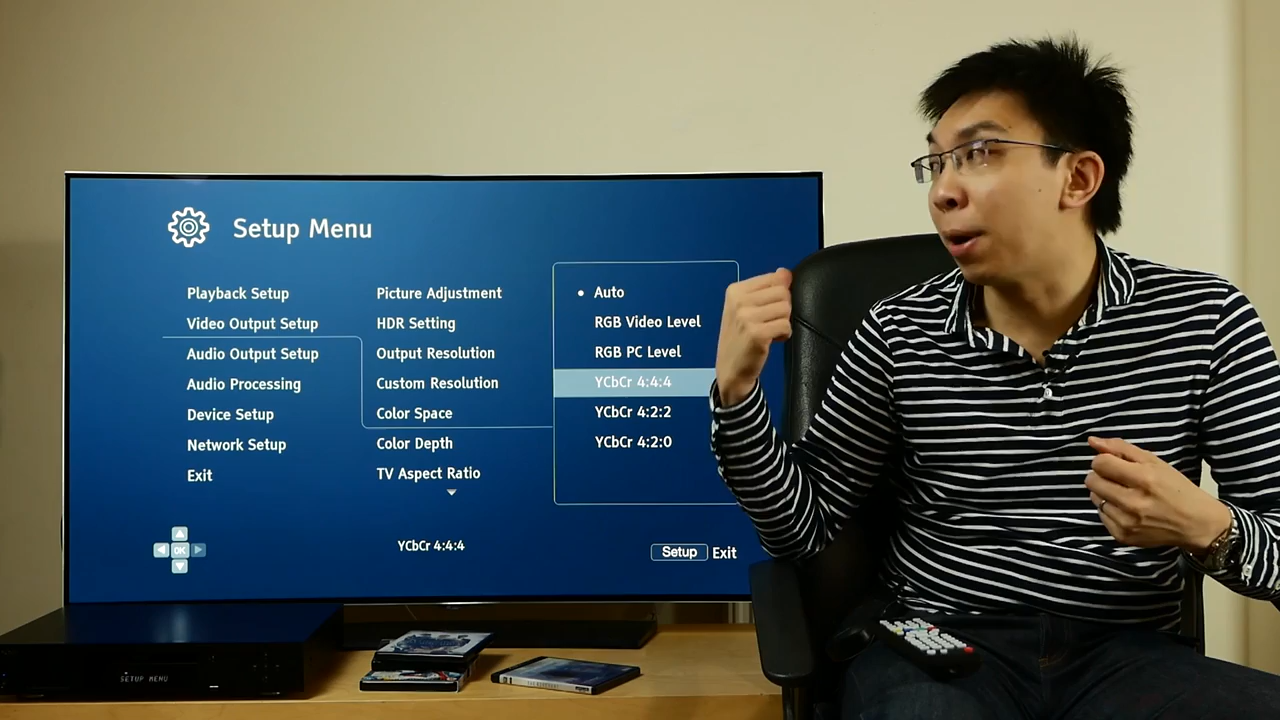 Setup Menu
Playback Setup
Video Output Setup
Audio Output Setup
Audio Processing
Device Setup
Network Setup
Exit
Picture Adjustment
HDR Setting
Output Resolution
Custom Resolution
Color Space
Color Depth
TV Aspect Ratio
Auto
RGB Video Level
RGB PC Level
YCbCr 4:4:4
YCbCr 4:2:2
YCbCr 4:2:0
OK
YCbCr 4:4:4
Setup Exit
SETUP MENU